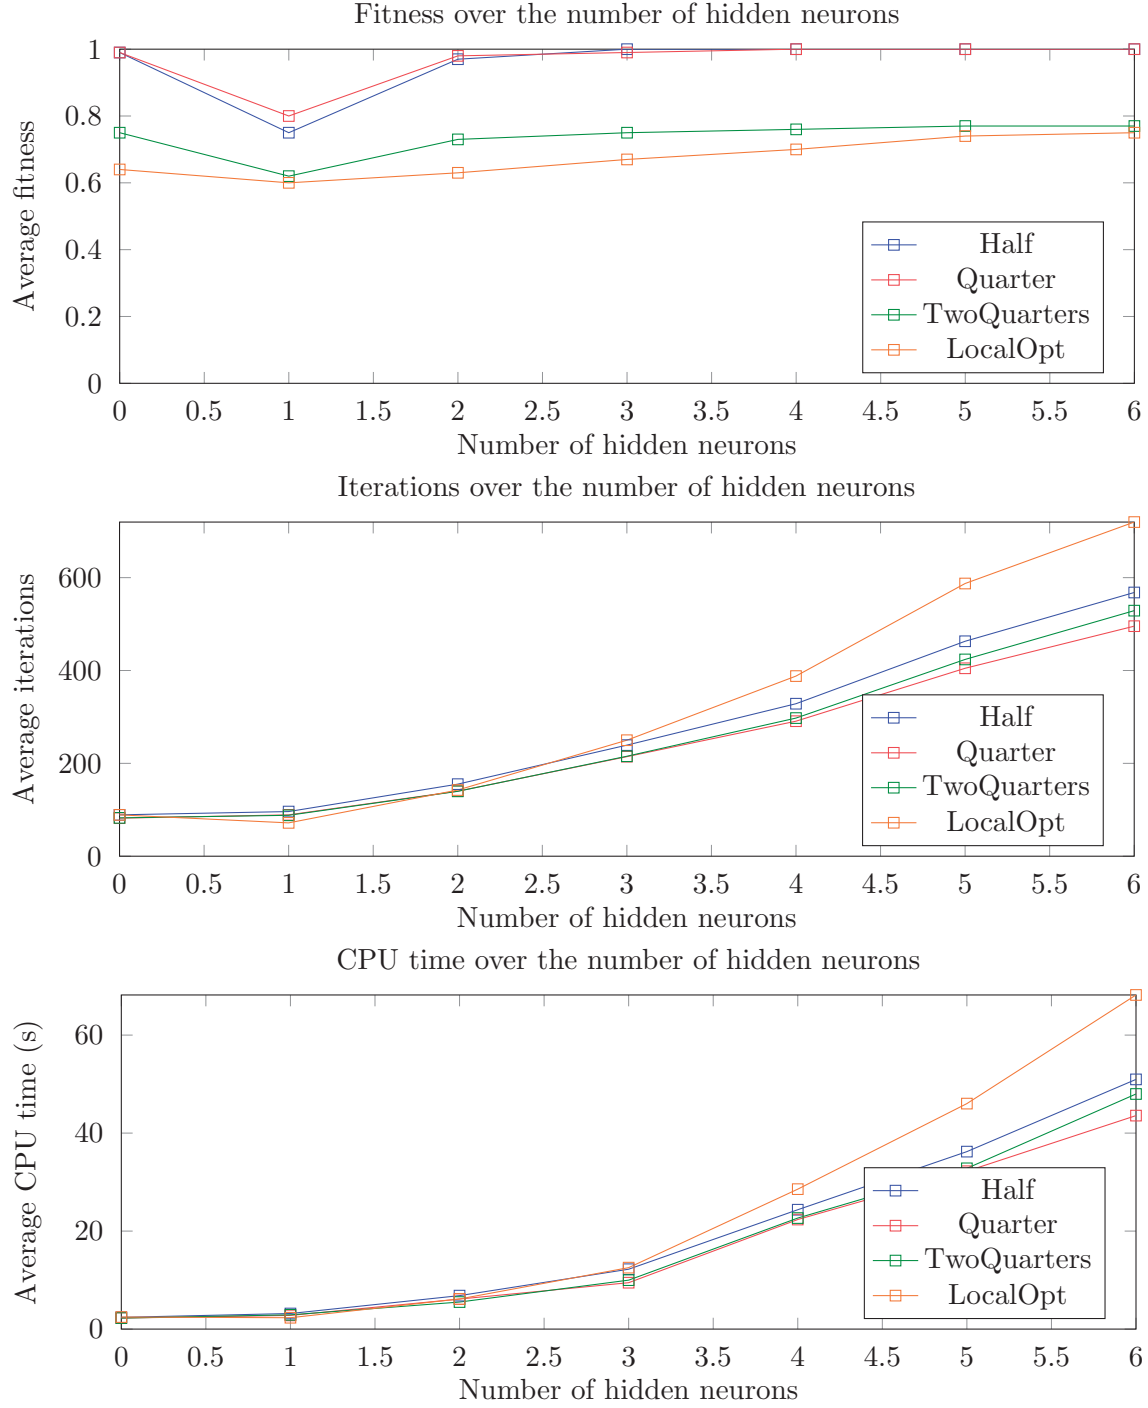 Fitness over the number of hidden neurons
1
0.8
0.6
0.4
0.2
0
Average fitness
Half
Quarter
TwoQuarters
LocalOpt
0 0.5 1 1.5 2 2.5 3 3.5 4 4.5 5 5.5 6
Number of hidden neurons
Iterations over the number of hidden neurons
600
400
200
0
Average iterations
Half
Quarter
TwoQuarters
LocalOpt
0 0.5 1 1.5 2 2.5 3 3.5 4 4.5 5 5.5 6
Number of hidden neurons
CPU time over the number of hidden neurons
60
40
20
0
Average CPU time (s)
Half
Quarter
TwoQuarters
LocalOpt
0 0.5 1 1.5 2 2.5 3 3.5 4 4.5 5 5.5 6
Number of hidden neurons